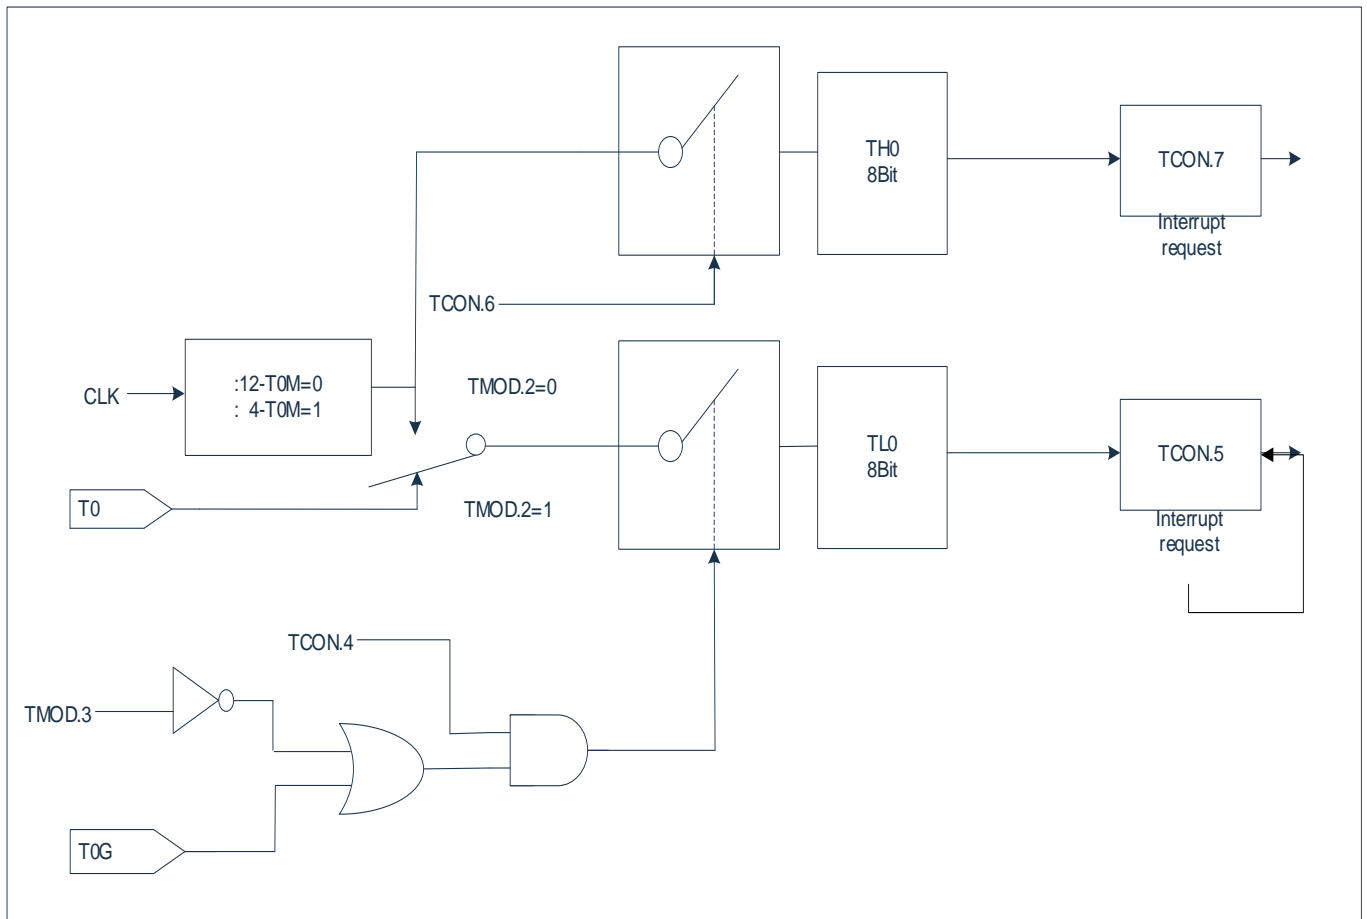 TH0
8Bit
TCON.7
Interrupt
request
TCON.6
CLK
:12-T0M=0
: 4-T0M=1
TMOD.2=0
TL0
8Bit
TCON.5
Interrupt
request
T0
TMOD.2=1
TCON.4
TMOD.3
T0G